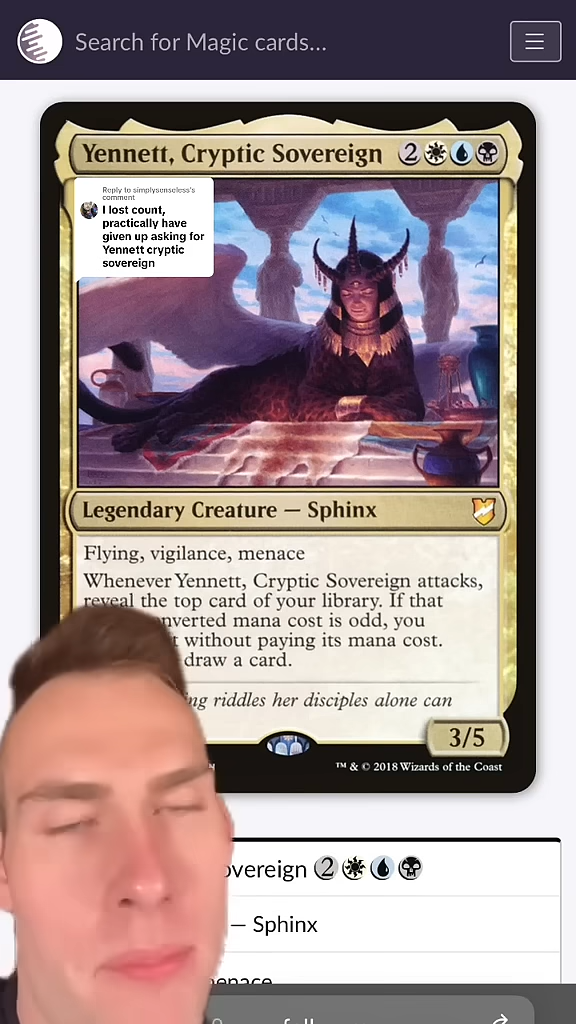 Search for Magic cards...
Yennett, Cryptic Sovereign 2
Reply to simplysenseless's
comment
I lost count,
practically have
given up asking for
Yennett cryptic
sovereign
Legendary Creature — Sphinx
Flying, vigilance, menace
Whenever Yennett, Cryptic Sovereign attacks,
reveal the top card of your library. If that
mana cost is odd, you
without paying its mana cost.
draw a card.
riddles her disciples alone can
3/5
™ & © 2018 Wizards of the Coast
2
— Sphinx